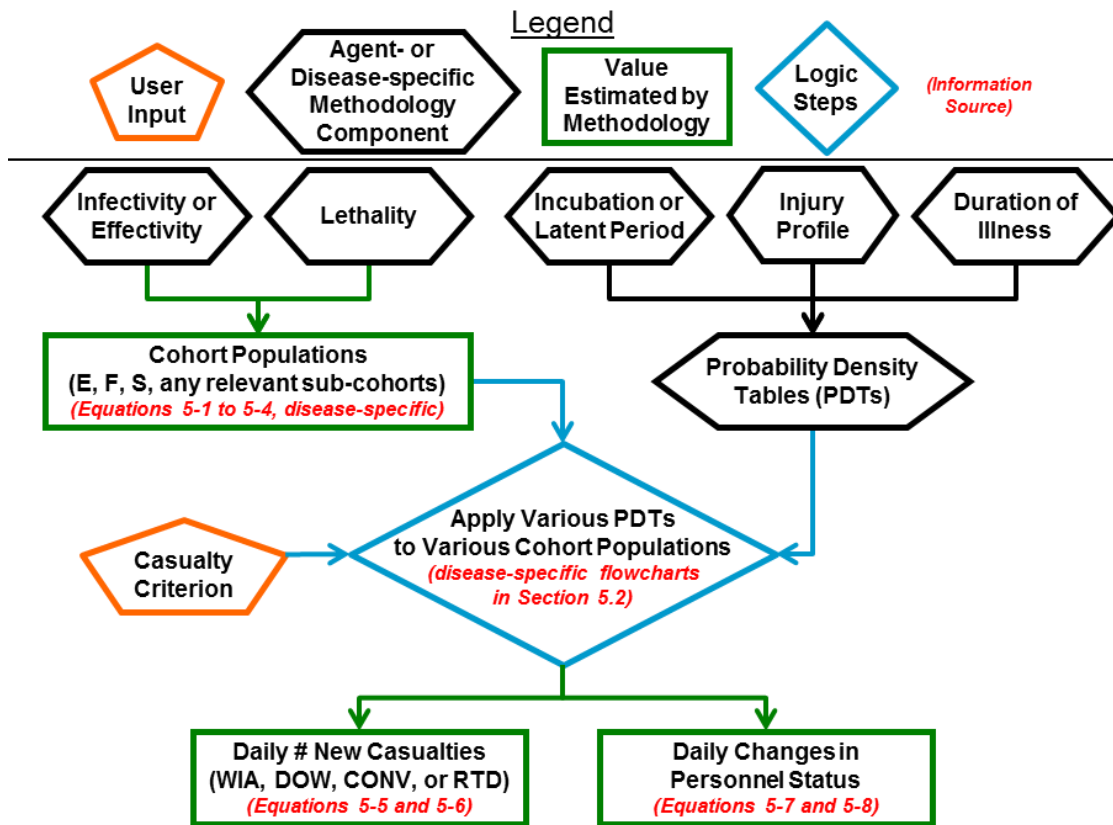 Legend
User
Input
Agent- or
Disease-specific
Methodology
Component
Value
Estimated by
Methodology
Logic
Steps
(Information
Source)
Infectivity or
Effectivity
Lethality
Incubation or
Latent Period
Injury
Profile
Duration of
Illness
Cohort Populations
(E, F, S, any relevant sub-cohorts)
(Equations 5-1 to 5-4, disease-specific)
Probability Density
Tables (PDTs)
Casualty
Criterion
Apply Various PDTs
to Various Cohort Populations
(disease-specific flowcharts
in Section 5.2)
Daily # New Casualties
(WIA, DOW, CONV, or RTD)
(Equations 5-5 and 5-6)
Daily Changes in
Personnel Status
(Equations 5-7 and 5-8)